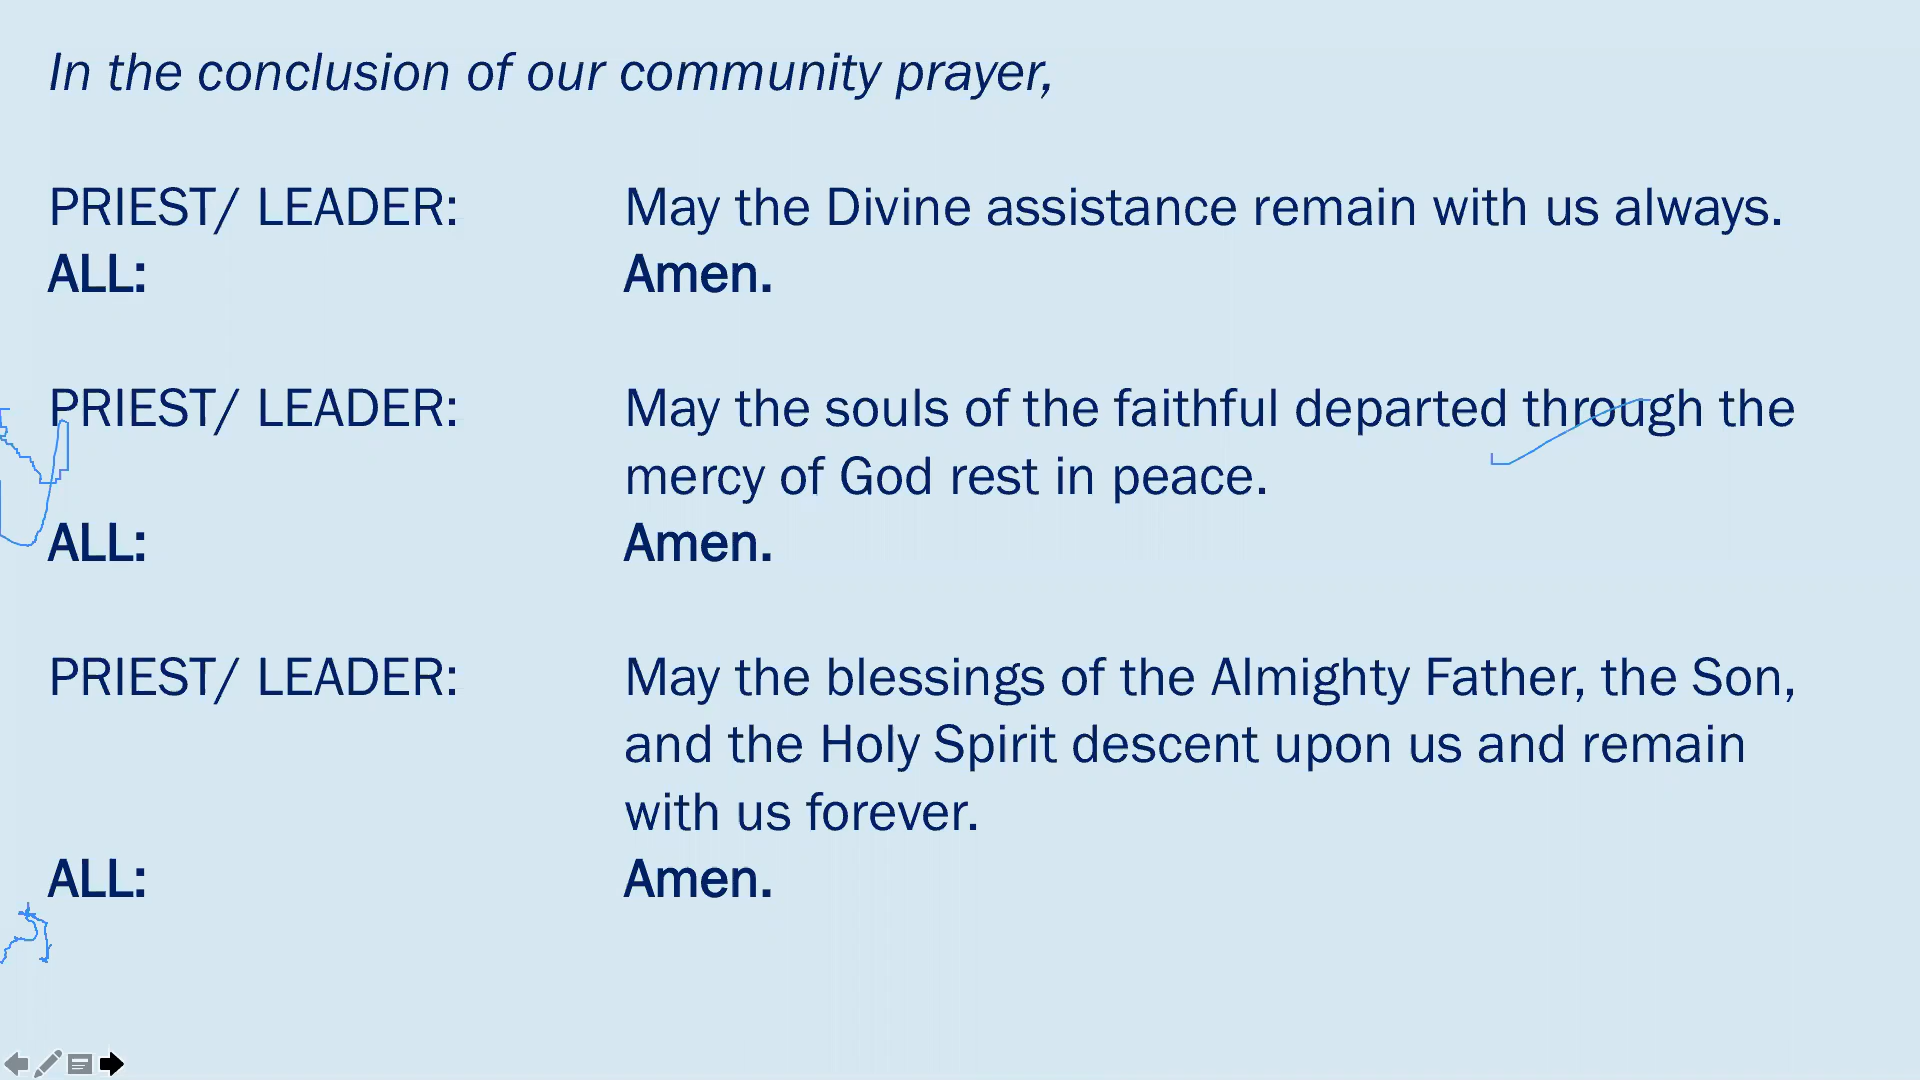 In the conclusion of our community prayer,
PRIEST/ LEADER: May the Divine assistance remain with us always.
ALL: Amen.
PRIEST/ LEADER: May the souls of the faithful departed through the
mercy of God rest in peace.
ALL: Amen.
PRIEST/ LEADER: May the blessings of the Almighty Father, the Son,
and the Holy Spirit descent upon us and remain
with us forever.
ALL: Amen.